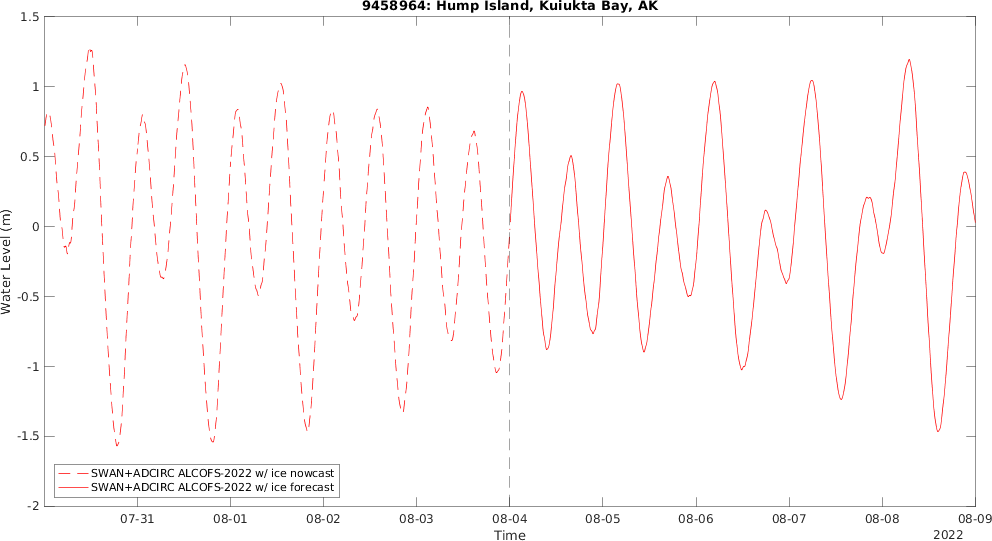 9458964: Hump Island, Kuiukta Bay, AK
Water Level (m)
1.5
1
0.5
0
-0.5
-1
-1.5
-2
SWAN+ADCIRC ALCOFS-2022 w/ ice nowcast
SWAN+ADCIRC ALCOFS-2022 w/ ice forecast
07-31 08-01 08-02 08-03 08-04 08-05 08-06 08-07 08-08 08-09
Time
2022